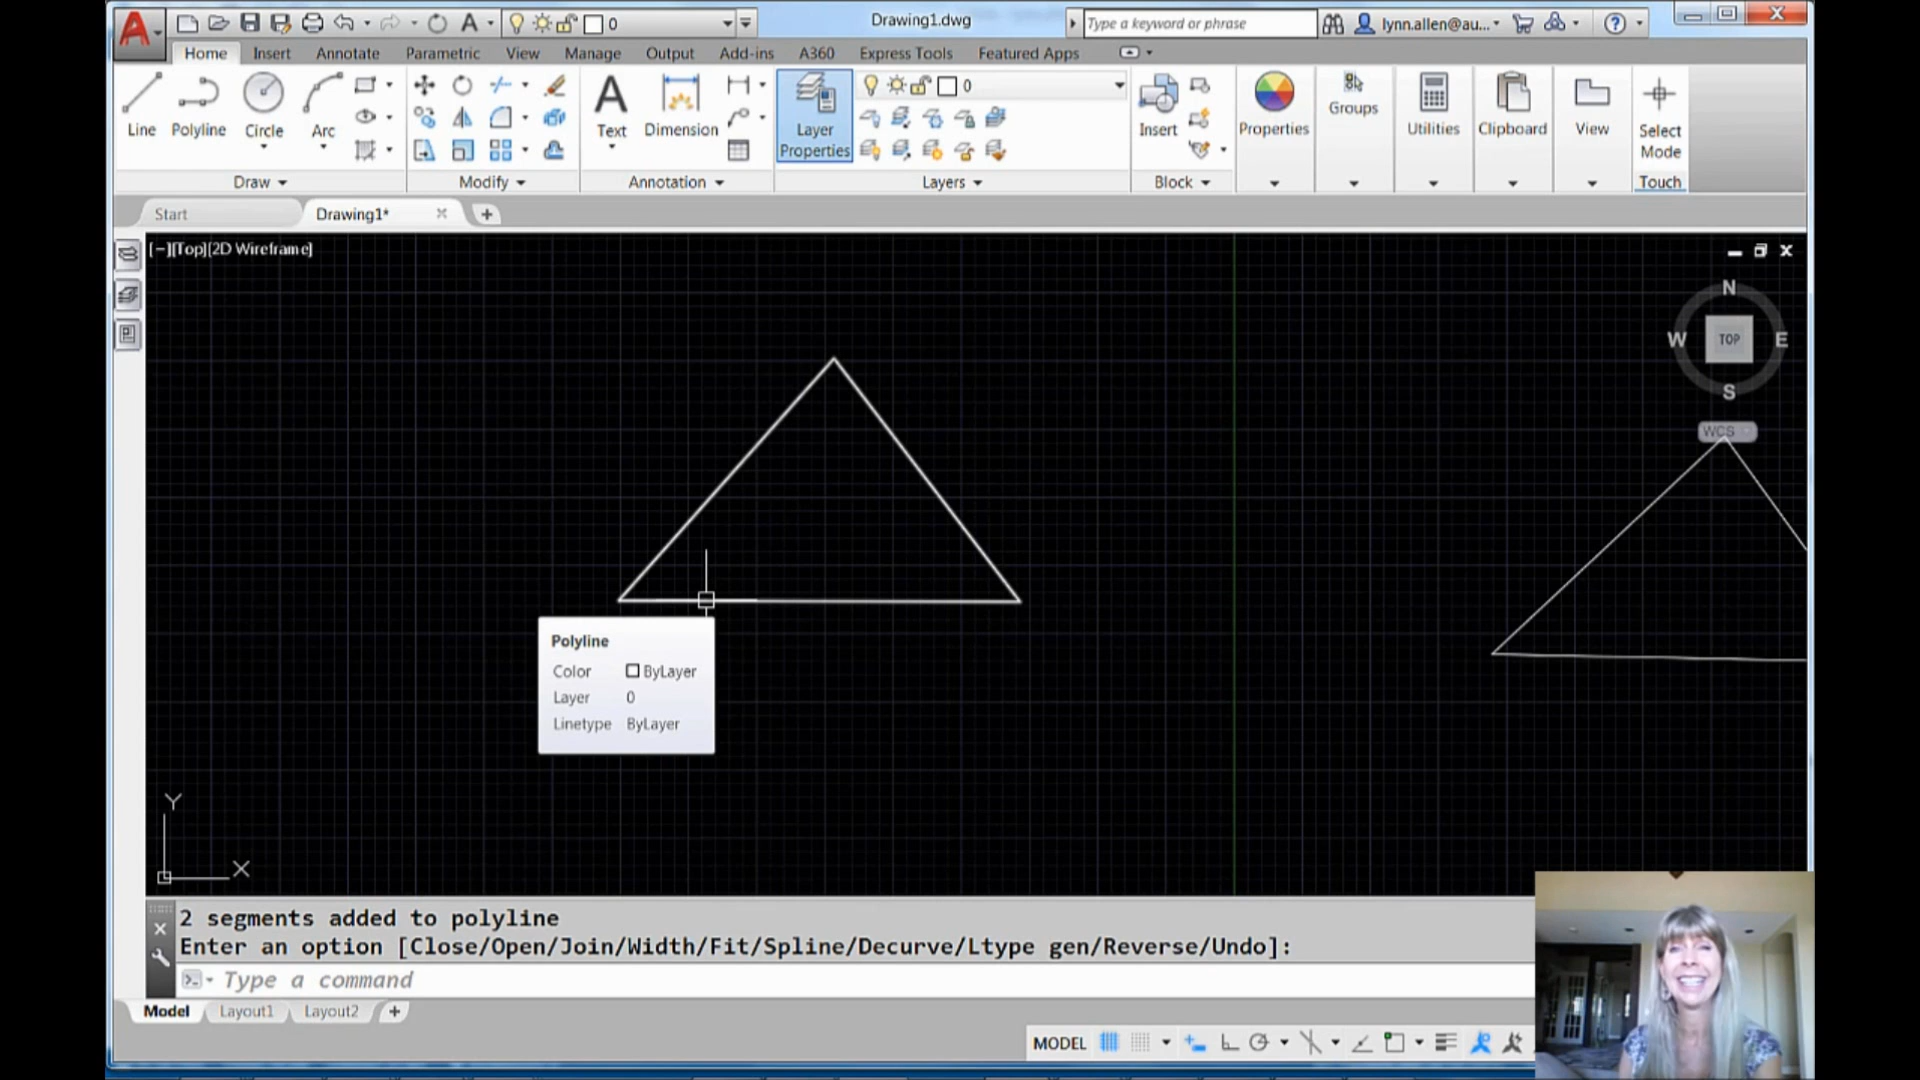 0
Drawing1.dwg
Type a keyword or phrase
lynn.allen@au...
Home Insert Annotate Parametric View Manage Output Add-ins A360 Express Tools Featured Apps
Line Polyline Circle Arc
Text Dimension
Layer Properties
0
Insert
Properties
Groups
Utilities
Clipboard
View
Select Mode
Draw Modify Annotation Layers Block Touch
Start Drawing1*
[−][Top][2D Wireframe]
N
W TOP E
S
WCS
Polyline
Color ByLayer
Layer 0
Linetype ByLayer
Y
X
2 segments added to polyline
Enter an option [Close/Open/Join/Width/Fit/Spline/Decurve/Ltype gen/Reverse/Undo]:
Type a command
Model Layout1 Layout2
MODEL